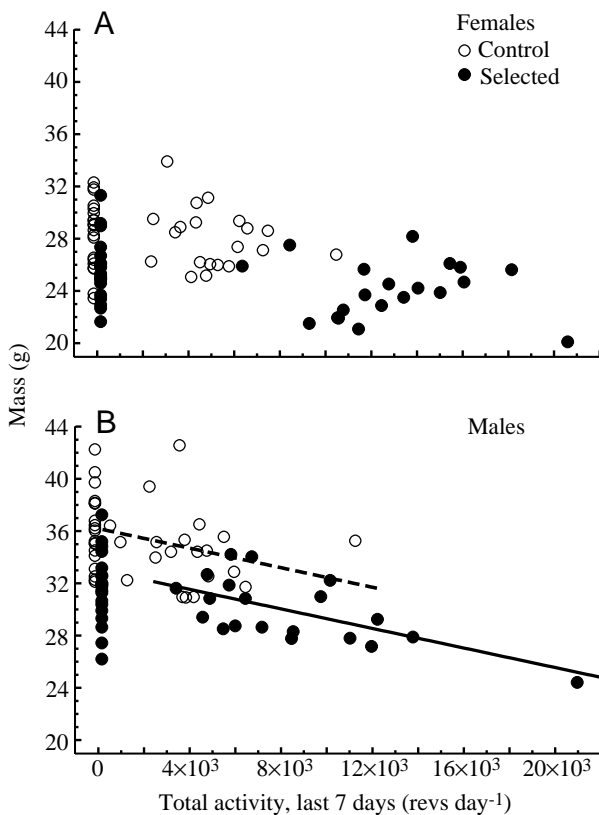 A
Females
Control
Selected
44
40
36
32
28
24
20
Mass (g)
B
Males
44
40
36
32
28
24
20
0 4×10³ 8×10³ 12×10³ 16×10³ 20×10³
Total activity, last 7 days (revs day⁻¹)